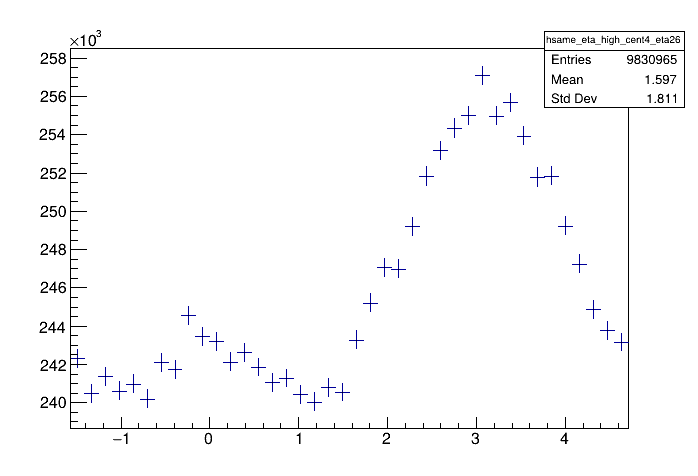 ×10³
hsame_eta_high_cent4_eta26
Entries 9830965
Mean 1.597
Std Dev 1.811
258
256
254
252
250
248
246
244
242
240
−1 0 1 2 3 4